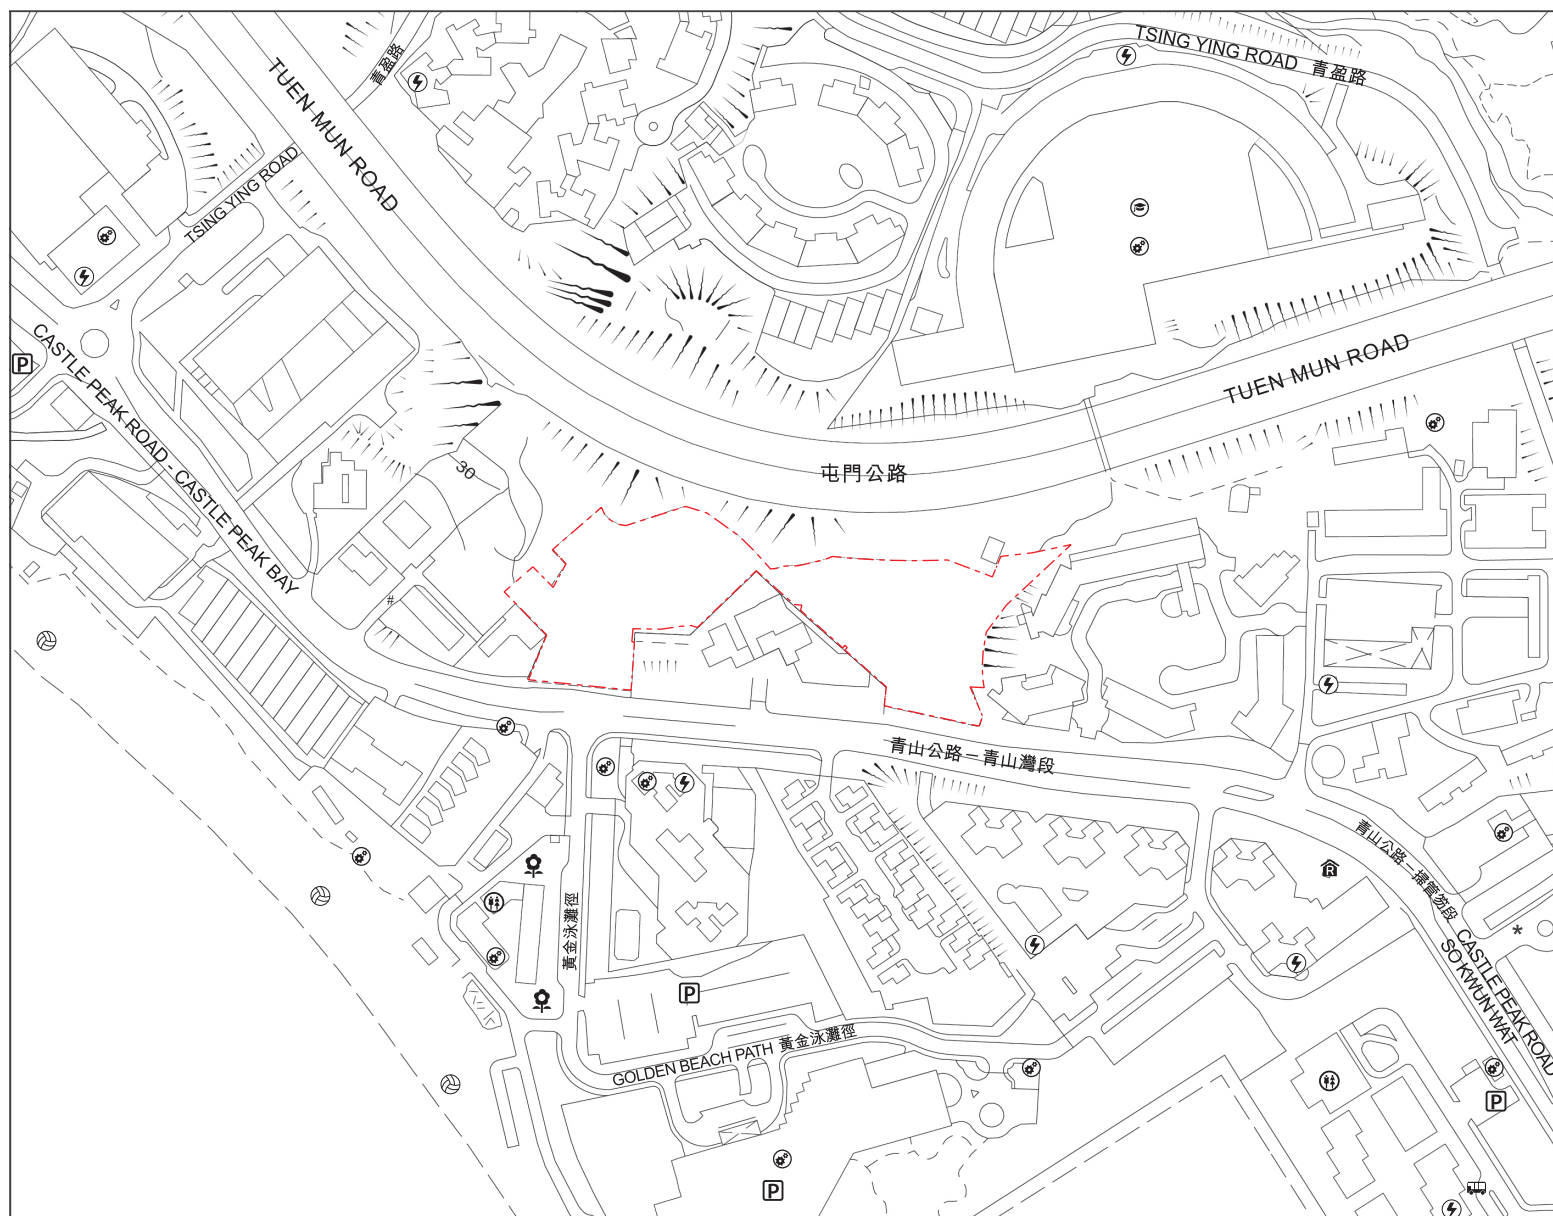 TSING YING ROAD 青盈路
青盈路
TUEN MUN ROAD
TSING YING ROAD
TUEN MUN ROAD
CASTLE PEAK ROAD - CASTLE PEAK BAY
P
30
屯門公路
#
青山公路 – 青山灣段
青山公路 – 掃管笏段
CASTLE PEAK ROAD
SO KWUN WAT
R
*
黃金泳灘徑
P
GOLDEN BEACH PATH 黃金泳灘徑
P
P